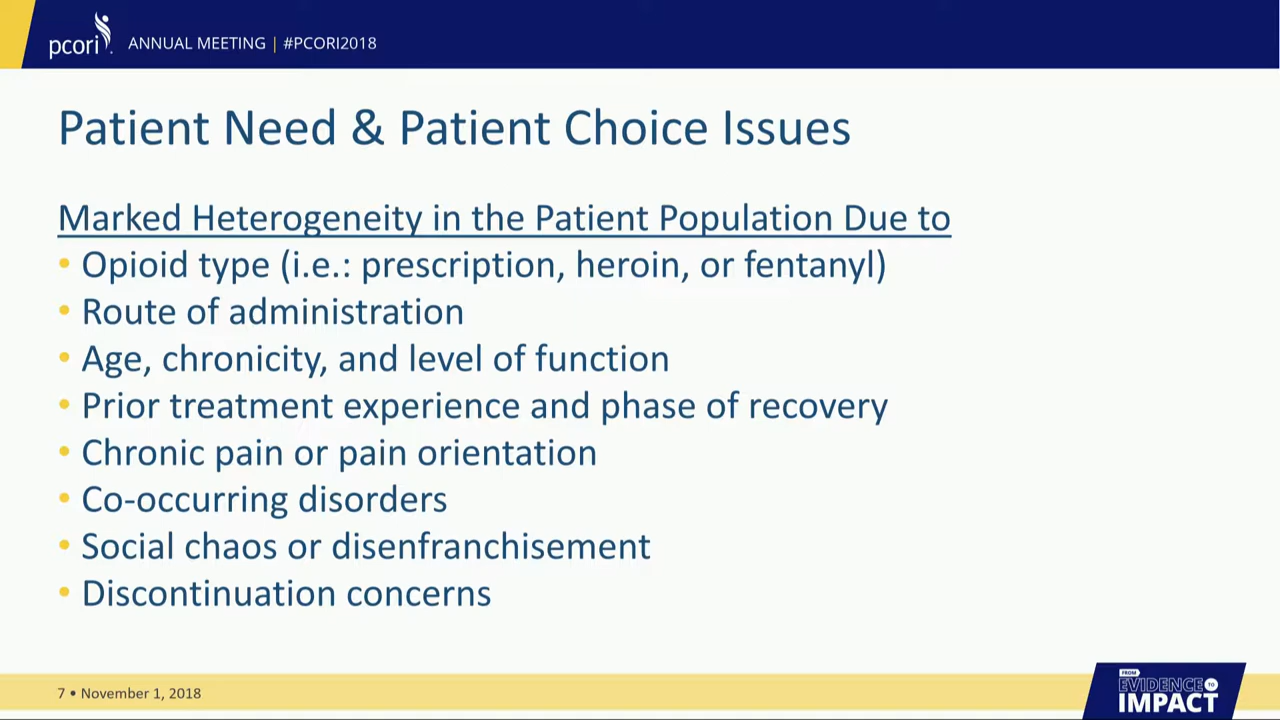 pcori
ANNUAL MEETING | #PCORI2018
Patient Need & Patient Choice Issues
Marked Heterogeneity in the Patient Population Due to
• Opioid type (i.e.: prescription, heroin, or fentanyl)
• Route of administration
• Age, chronicity, and level of function
• Prior treatment experience and phase of recovery
• Chronic pain or pain orientation
• Co-occurring disorders
• Social chaos or disenfranchisement
• Discontinuation concerns
7 • November 1, 2018
FROM
EVIDENCE TO
IMPACT